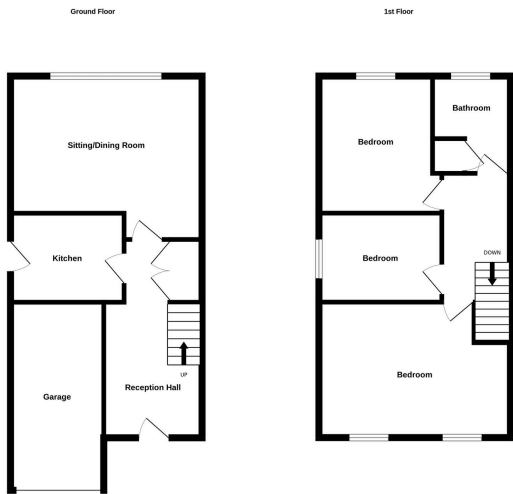 Ground Floor
1st Floor
Sitting/Dining Room
Kitchen
Garage
UP
Reception Hall
Bathroom
Bedroom
Bedroom
DOWN
Bedroom